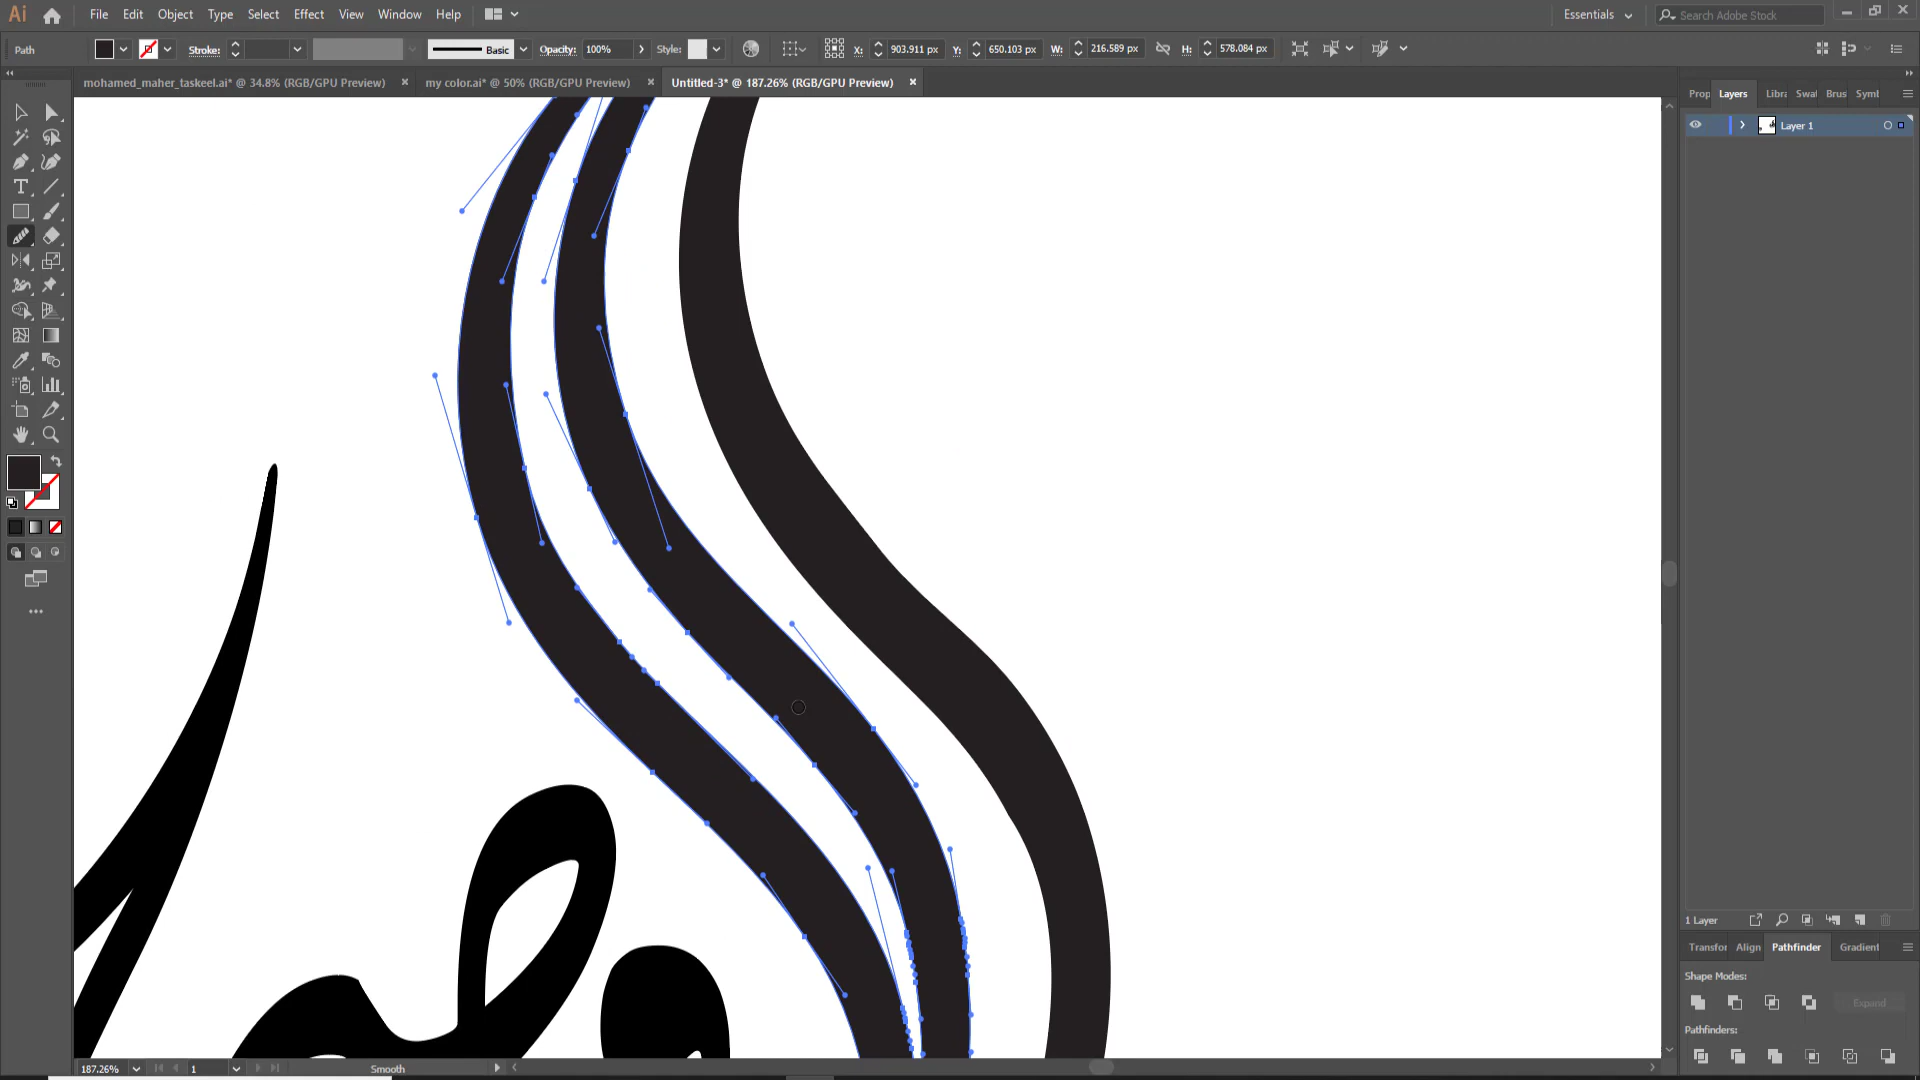 Ai File Edit Object Type Select Effect View Window Help Essentials Search Adobe Stock
Path Stroke: Basic Opacity: 100% Style: X: 903.911 px Y: 650.103 px W: 216.589 px H: 578.084 px
mohamed_maher_taskeel.ai* @ 34.8% (RGB/GPU Preview) my color.ai* @ 50% (RGB/GPU Preview) Untitled-3* @ 187.26% (RGB/GPU Preview)
Prop Layers Libra Swat Brus Symb
Layer 1
1 Layer
Transfor Align Pathfinder Gradient
Shape Modes:
Expand
Pathfinders:
187.26% 1 Smooth